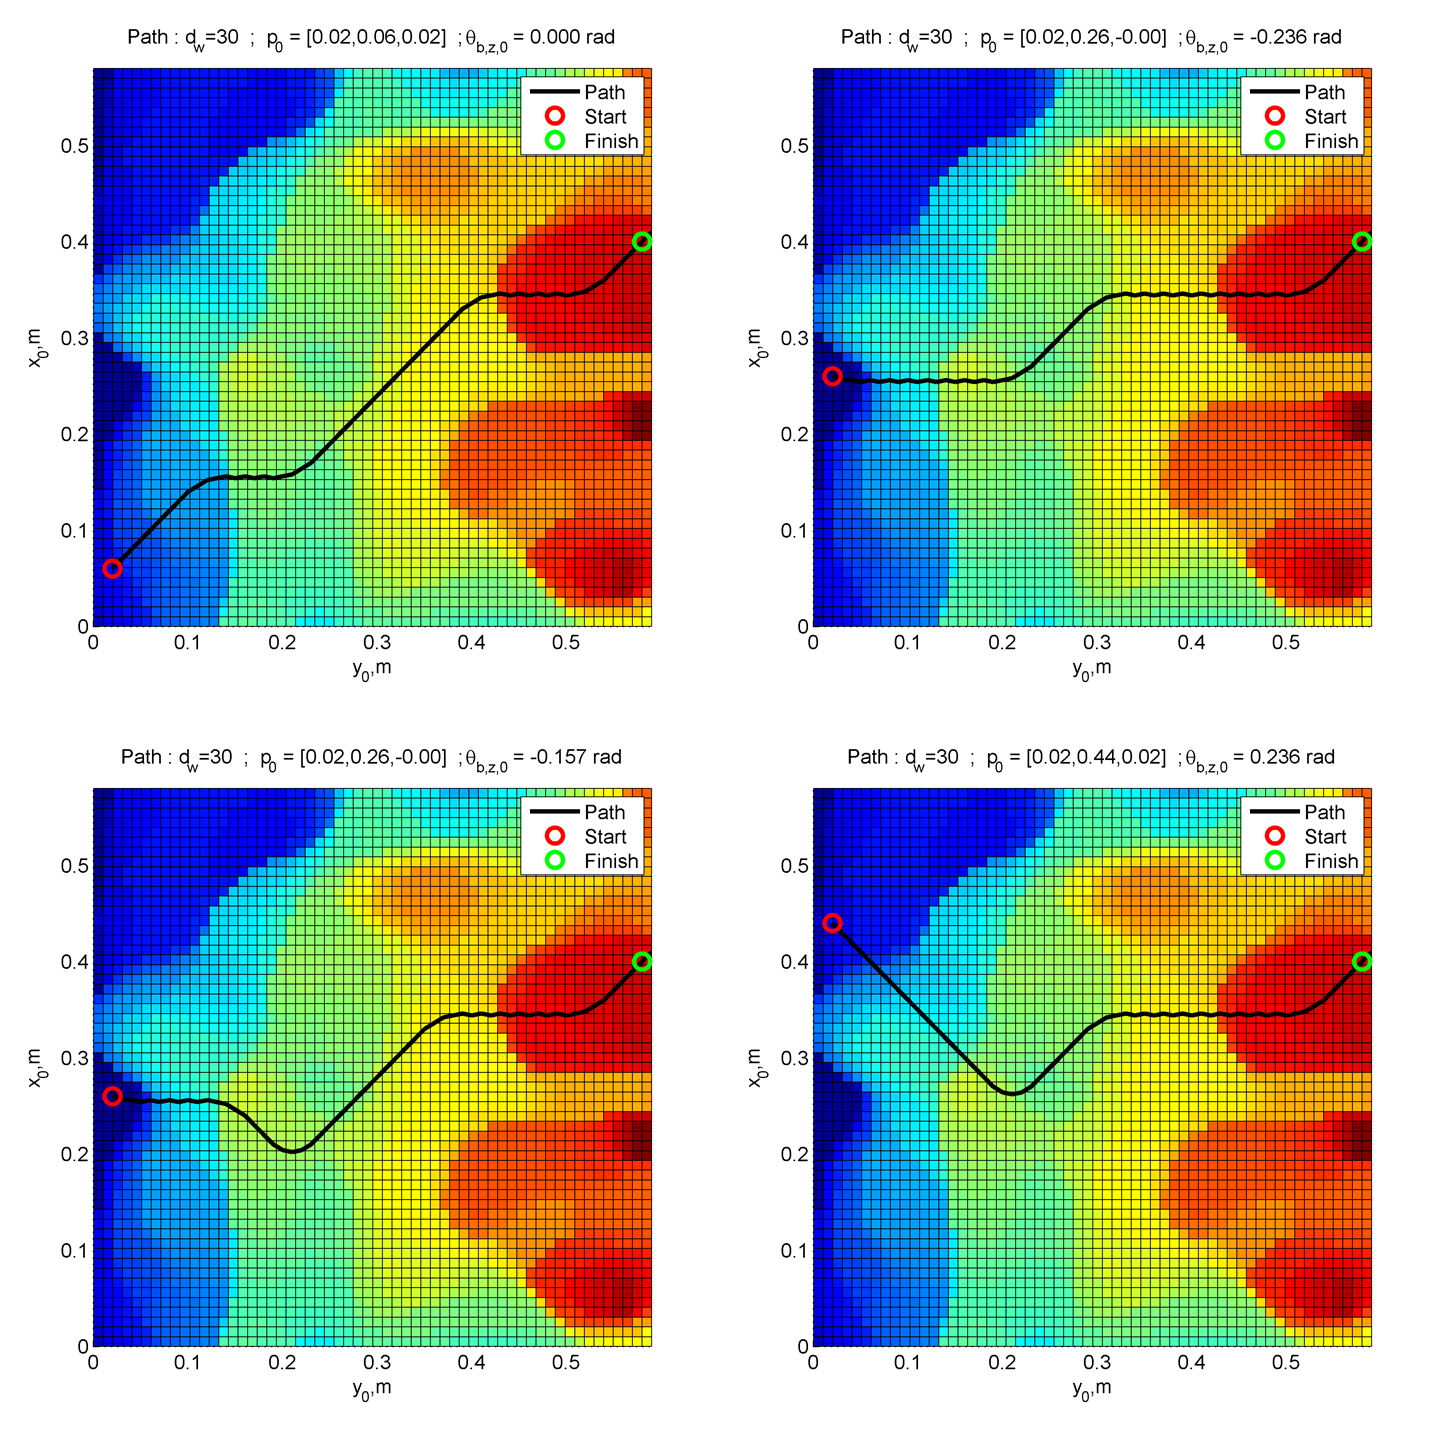 Path : d_w=30 ; p_0 = [0.02,0.06,0.02] ;θ_b,z,0 = 0.000 rad
Path
Start
Finish
0.5
0.4
0.3
0.2
0.1
0
x_0,m
0 0.1 0.2 0.3 0.4 0.5
y_0,m
Path : d_w=30 ; p_0 = [0.02,0.26,-0.00] ;θ_b,z,0 = -0.236 rad
Path
Start
Finish
0.5
0.4
0.3
0.2
0.1
0
x_0,m
0 0.1 0.2 0.3 0.4 0.5
y_0,m
Path : d_w=30 ; p_0 = [0.02,0.26,-0.00] ;θ_b,z,0 = -0.157 rad
Path
Start
Finish
0.5
0.4
0.3
0.2
0.1
0
x_0,m
0 0.1 0.2 0.3 0.4 0.5
y_0,m
Path : d_w=30 ; p_0 = [0.02,0.44,0.02] ;θ_b,z,0 = 0.236 rad
Path
Start
Finish
0.5
0.4
0.3
0.2
0.1
0
x_0,m
0 0.1 0.2 0.3 0.4 0.5
y_0,m